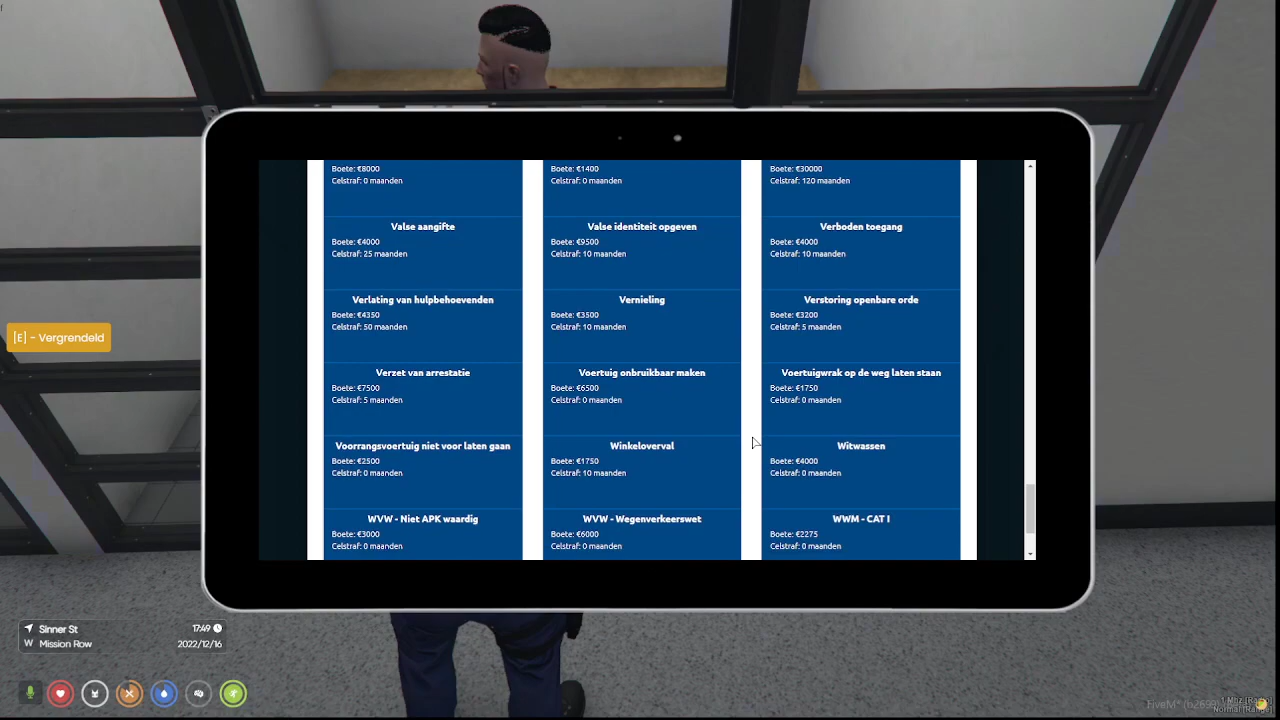 Boete: €8000
Celstraf: 0 maanden
Boete: €1400
Celstraf: 0 maanden
Boete: €30000
Celstraf: 120 maanden
Valse aangifte
Boete: €4000
Celstraf: 25 maanden
Valse identiteit opgeven
Boete: €9500
Celstraf: 10 maanden
Verboden toegang
Boete: €4000
Celstraf: 10 maanden
Verlating van hulpbehoevenden
Boete: €4350
Celstraf: 50 maanden
Vernieling
Boete: €3500
Celstraf: 10 maanden
Verstoring openbare orde
Boete: €3200
Celstraf: 5 maanden
Verzet van arrestatie
Boete: €7500
Celstraf: 5 maanden
Voertuig onbruikbaar maken
Boete: €6500
Celstraf: 0 maanden
Voertuigwrak op de weg laten staan
Boete: €1750
Celstraf: 0 maanden
Voorrangsvoertuig niet voor laten gaan
Boete: €2500
Celstraf: 0 maanden
Winkeloverval
Boete: €1750
Celstraf: 10 maanden
Witwassen
Boete: €4000
Celstraf: 0 maanden
WVW - Niet APK waardig
Boete: €3000
Celstraf: 0 maanden
WVW - Wegenverkeerswet
Boete: €6000
Celstraf: 0 maanden
WWM - CAT I
Boete: €2275
Celstraf: 0 maanden
[E] - Vergrendeld
Sinner St 17:49
W Mission Row 2022/12/16
1 Mhz [Radio]
Normal [Range]
FiveM*